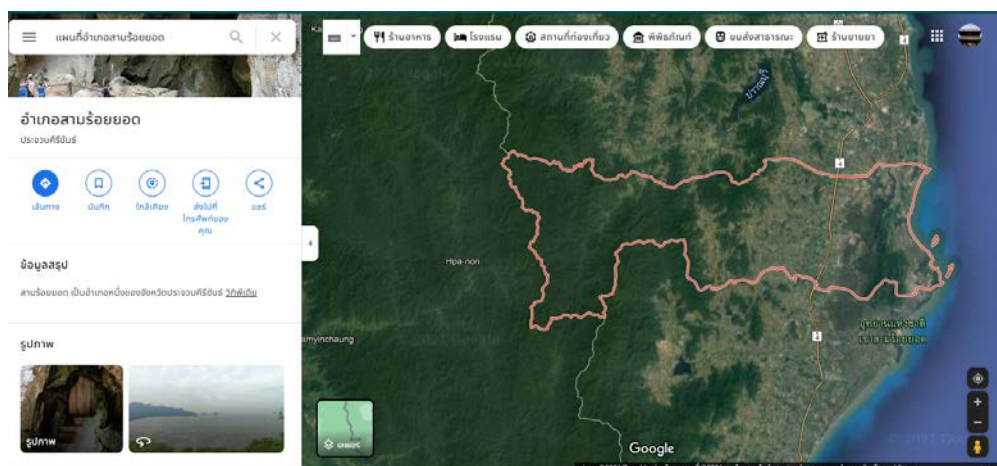 แผนที่อำเภอสามร้อยยอด
ร้านอาหาร
โรงแรม
สถานที่ท่องเที่ยว
พิพิธภัณฑ์
ขนส่งสาธารณะ
ร้านขายยา
อำเภอสามร้อยยอด
ประจวบคีรีขันธ์
เส้นทาง
บันทึก
ใกล้เคียง
ส่งไปที่
โทรศัพท์ของ
คุณ
แชร์
ข้อมูลสรุป
สามร้อยยอด เป็นอำเภอหนึ่งของจังหวัดประจวบคีรีขันธ์ วิกิพีเดีย
รูปภาพ
รูปภาพ
ปราณบุรี
4
4
4
Hpa-non
อุทยานแห่งชาติ
เขาสามร้อยยอด
เลเยอร์
Google